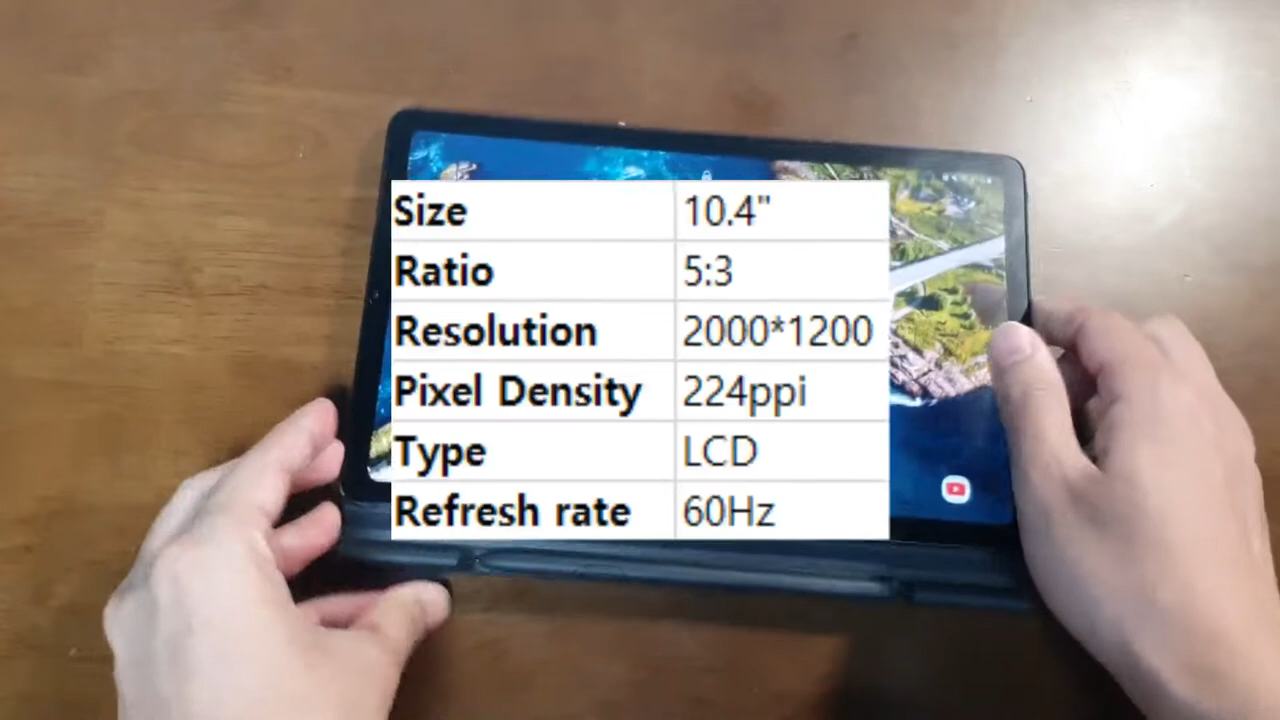 Size 10.4"
Ratio 5:3
Resolution 2000*1200
Pixel Density 224ppi
Type LCD
Refresh rate 60Hz